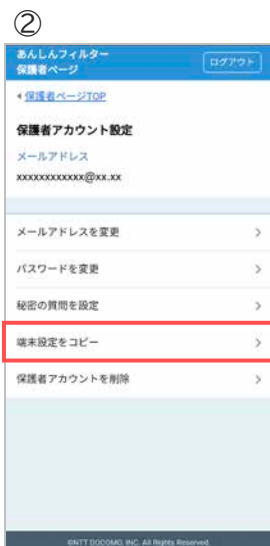 ②
あんしんフィルター
保護者ページ
ログアウト
保護者ページTOP
保護者アカウント設定
メールアドレス
xxxxxxxxxxxx@xx.xx
メールアドレスを変更
パスワードを変更
秘密の質問を設定
端末設定をコピー
保護者アカウントを削除
©NTT DOCOMO, INC. All Rights Reserved.